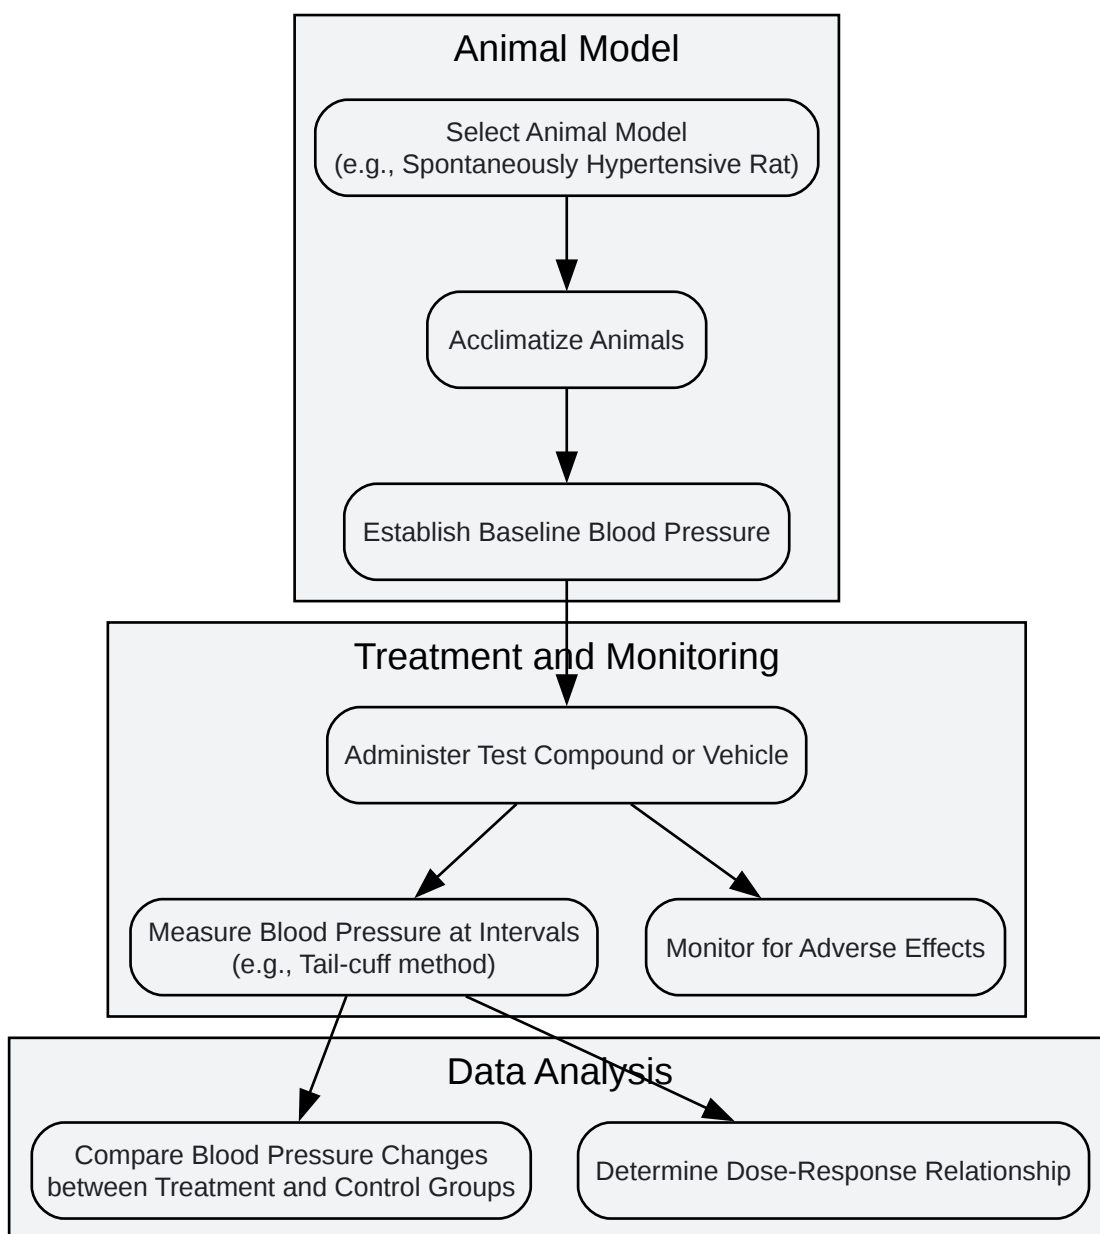 Animal Model
Select Animal Model
(e.g., Spontaneously Hypertensive Rat)
Acclimatize Animals
Establish Baseline Blood Pressure
Treatment and Monitoring
Administer Test Compound or Vehicle
Measure Blood Pressure at Intervals
(e.g., Tail-cuff method)
Monitor for Adverse Effects
Data Analysis
Compare Blood Pressure Changes
between Treatment and Control Groups
Determine Dose-Response Relationship